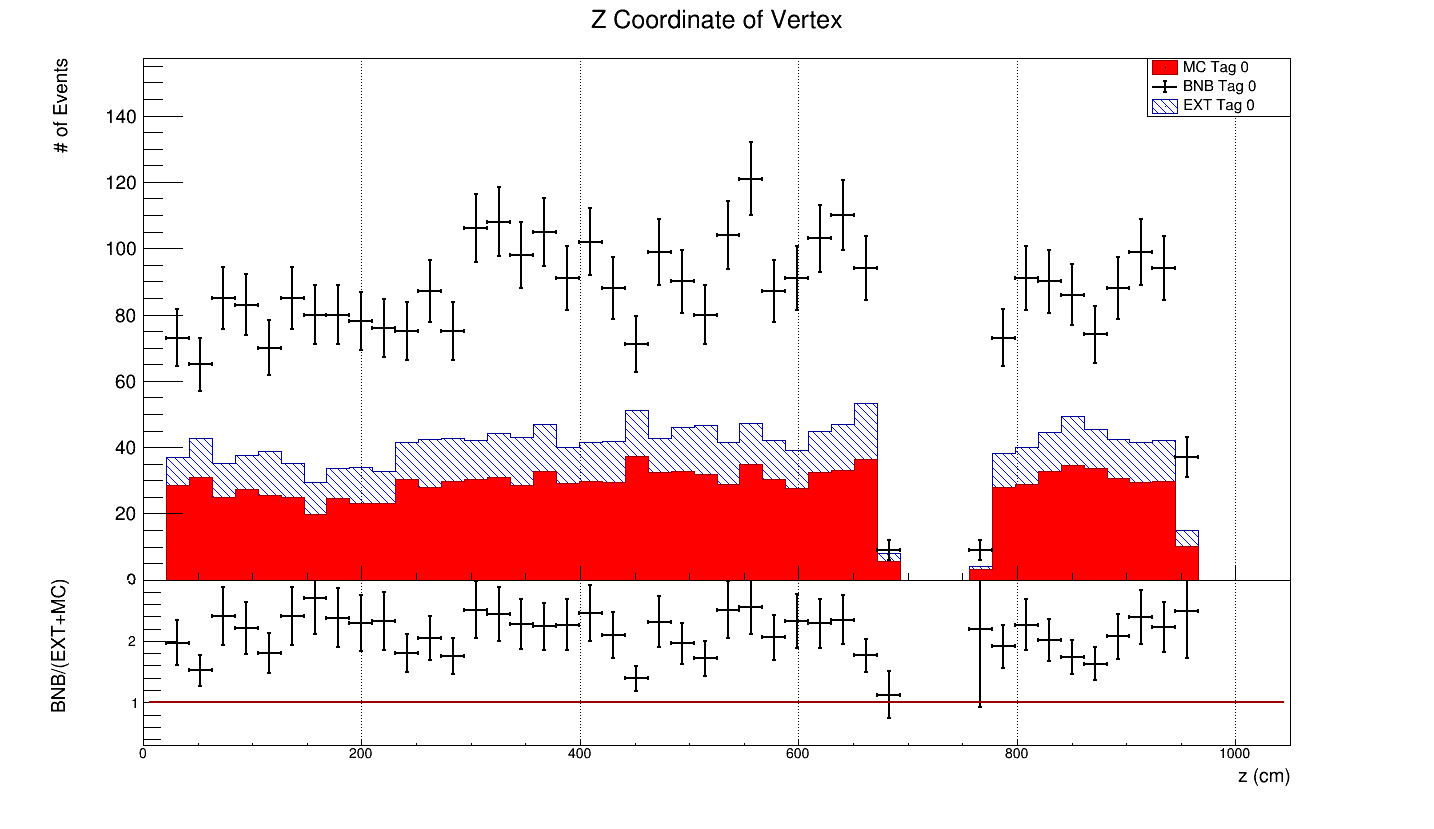 Z Coordinate of Vertex
# of Events
MC Tag 0
BNB Tag 0
EXT Tag 0
140
120
100
80
60
40
20
0
BNB/(EXT+MC)
2
1
0 200 400 600 800 1000
z (cm)